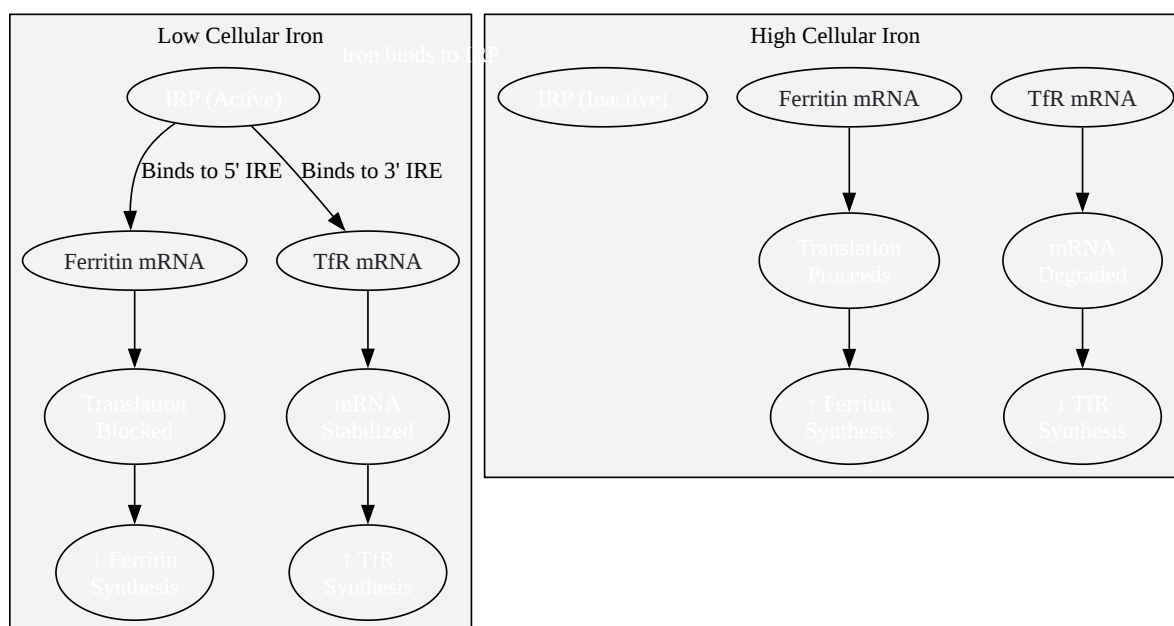 Low Cellular Iron
Iron binds to IRP
IRP (Active)
Binds to 5' IRE
Binds to 3' IRE
Ferritin mRNA
TfR mRNA
Translation
Blocked
mRNA
Stabilized
↓ Ferritin
Synthesis
↑ TfR
Synthesis
High Cellular Iron
IRP (Inactive)
Ferritin mRNA
TfR mRNA
Translation
Proceeds
mRNA
Degraded
↑ Ferritin
Synthesis
↓ TfR
Synthesis